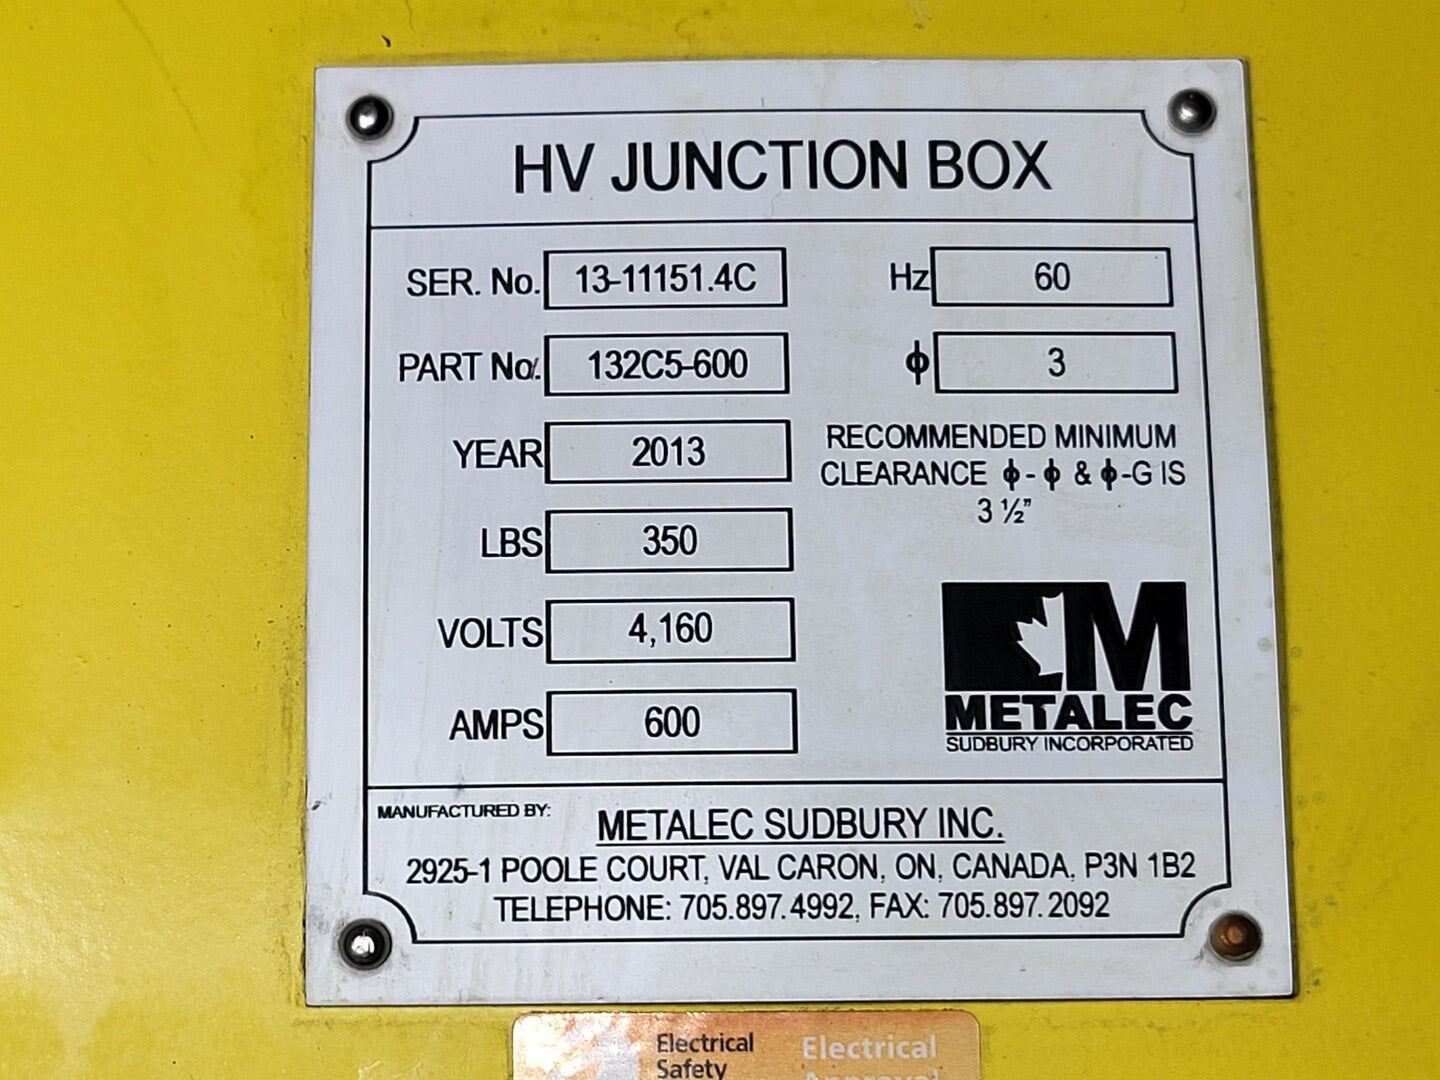 HV JUNCTION BOX
SER. No. 13-11151.4C
Hz 60
PART No. 132C5-600
ϕ 3
YEAR 2013
RECOMMENDED MINIMUM
CLEARANCE ϕ-ϕ & ϕ-G IS
3 ½"
LBS 350
VOLTS 4,160
AMPS 600
M
METALEC
SUDBURY INCORPORATED
MANUFACTURED BY:
METALEC SUDBURY INC.
2925-1 POOLE COURT, VAL CARON, ON, CANADA, P3N 1B2
TELEPHONE: 705.897.4992, FAX: 705.897.2092
Electrical
Safety
Electrical